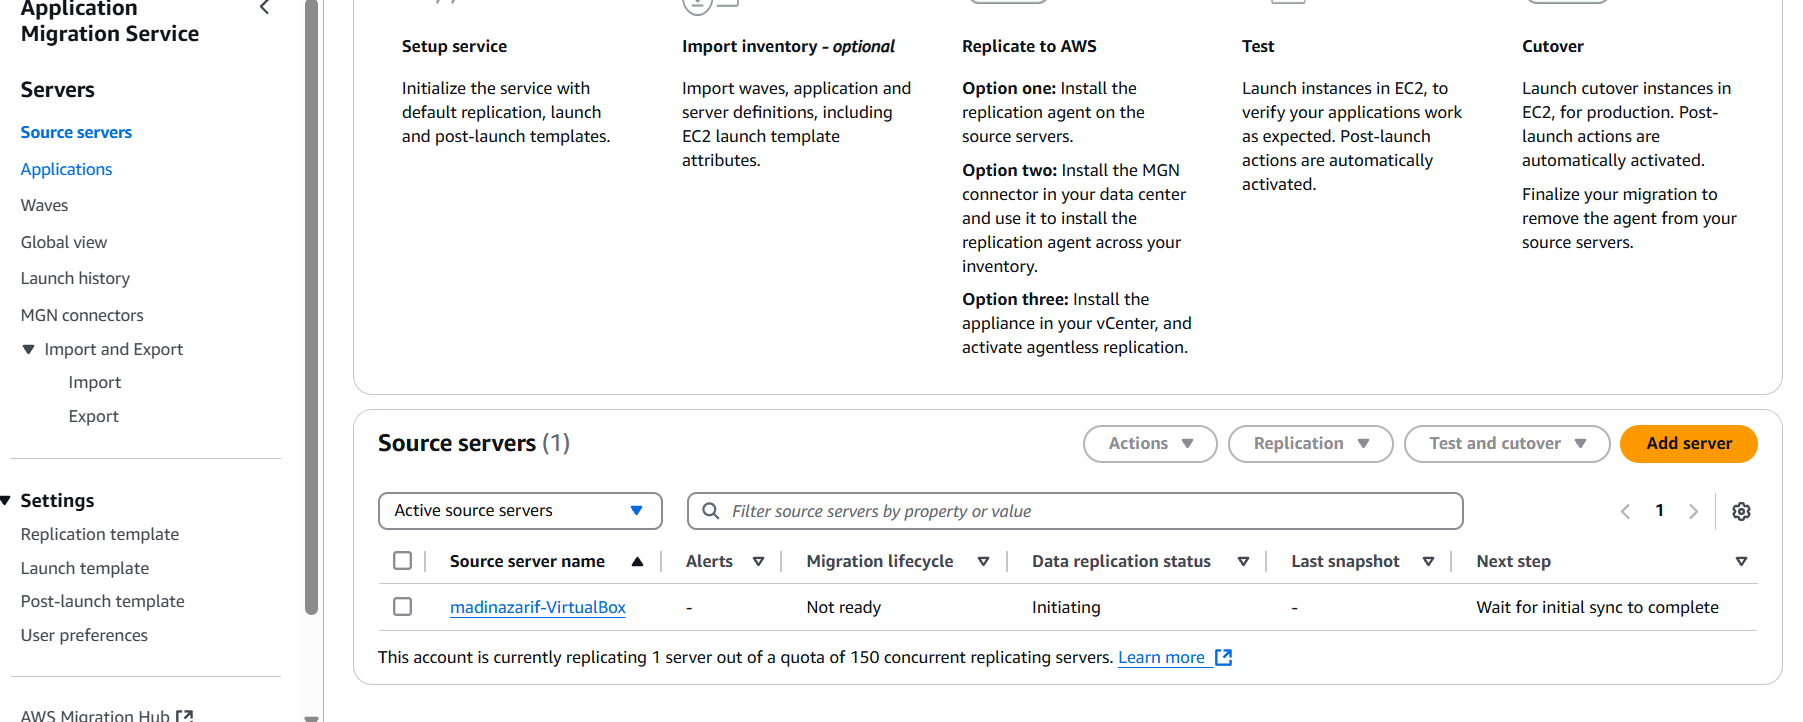 Application
Migration Service
Servers
Source servers
Applications
Waves
Global view
Launch history
MGN connectors
Import and Export
Import
Export
Settings
Replication template
Launch template
Post-launch template
User preferences
AWS Migration Hub
Setup service
Initialize the service with
default replication, launch
and post-launch templates.
Import inventory - optional
Import waves, application and
server definitions, including
EC2 launch template
attributes.
Replicate to AWS
Option one: Install the
replication agent on the
source servers.
Option two: Install the MGN
connector in your data center
and use it to install the
replication agent across your
inventory.
Option three: Install the
appliance in your vCenter, and
activate agentless replication.
Test
Launch instances in EC2, to
verify your applications work
as expected. Post-launch
actions are automatically
activated.
Cutover
Launch cutover instances in
EC2, for production. Post-
launch actions are
automatically activated.
Finalize your migration to
remove the agent from your
source servers.
Source servers (1)
Actions Replication Test and cutover Add server
Active source servers Filter source servers by property or value 1
Source server name Alerts Migration lifecycle Data replication status Last snapshot Next step
madinazarif-VirtualBox - Not ready Initiating - Wait for initial sync to complete
This account is currently replicating 1 server out of a quota of 150 concurrent replicating servers. Learn more